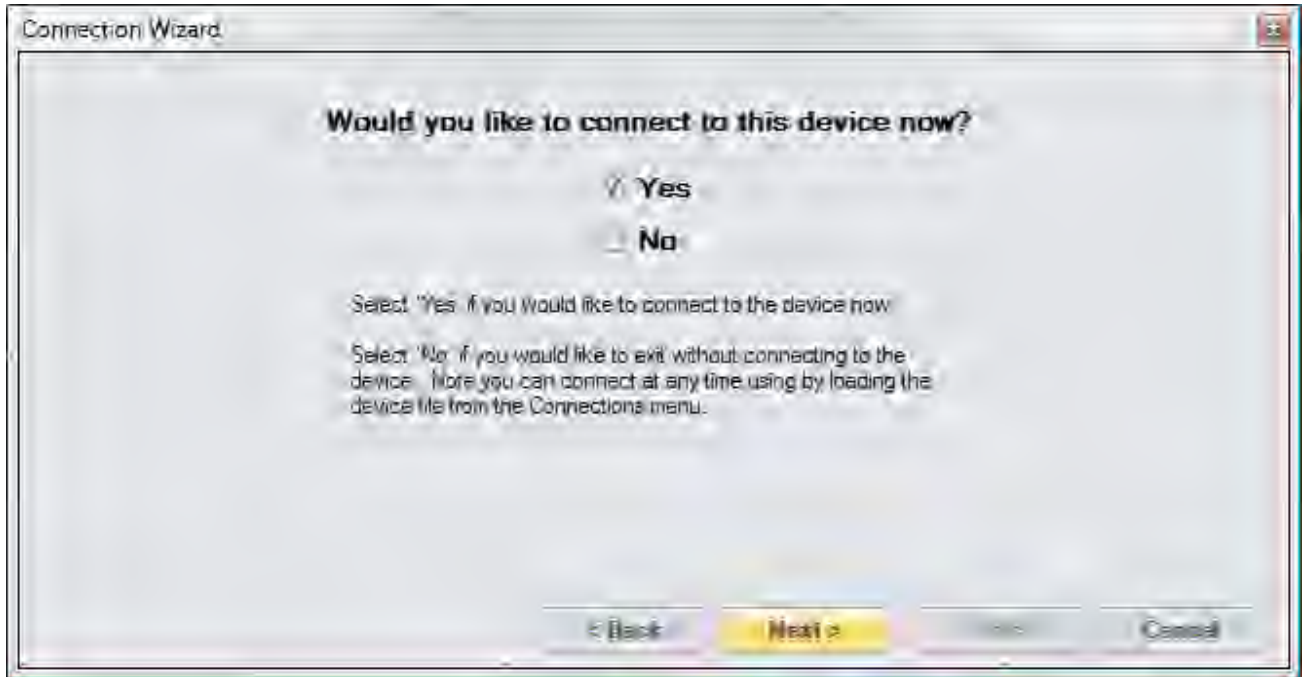 Connection Wizard
Would you like to connect to this device now?
Yes
No
Select 'Yes' if you would like to connect to the device now
Select 'No' if you would like to exit without connecting to the
device. Note you can connect at any time using by loading the
device file from the Connections menu.
< Back Next > Cancel